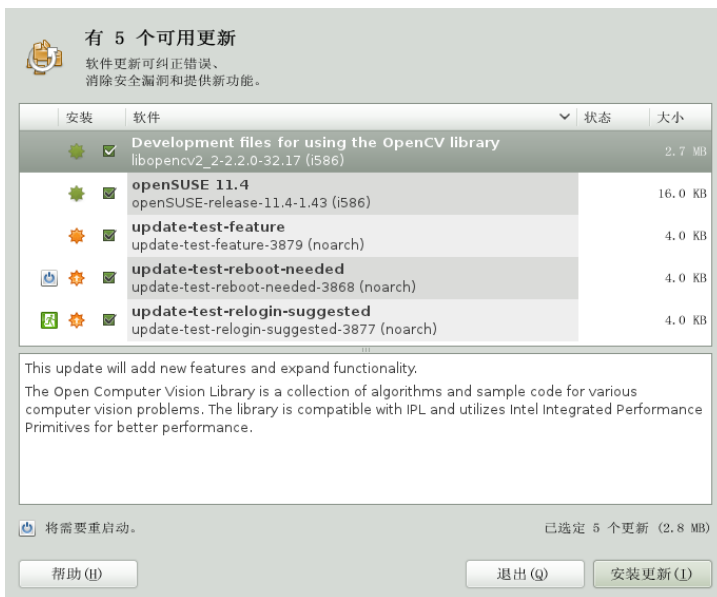 有 5 个可用更新
软件更新可纠正错误、
消除安全漏洞和提供新功能。
安装 软件 状态 大小
Development files for using the OpenCV library
libopencv2_2-2.2.0-32.17 (i586) 2.7 MB
openSUSE 11.4
openSUSE-release-11.4-1.43 (i586) 16.0 KB
update-test-feature
update-test-feature-3879 (noarch) 4.0 KB
update-test-reboot-needed
update-test-reboot-needed-3868 (noarch) 4.0 KB
update-test-relogin-suggested
update-test-relogin-suggested-3877 (noarch) 4.0 KB
This update will add new features and expand functionality.
The Open Computer Vision Library is a collection of algorithms and sample code for various
computer vision problems. The library is compatible with IPL and utilizes Intel Integrated Performance
Primitives for better performance.
将需要重启动。 已选定 5 个更新 (2.8 MB)
帮助(H) 退出(Q) 安装更新(I)